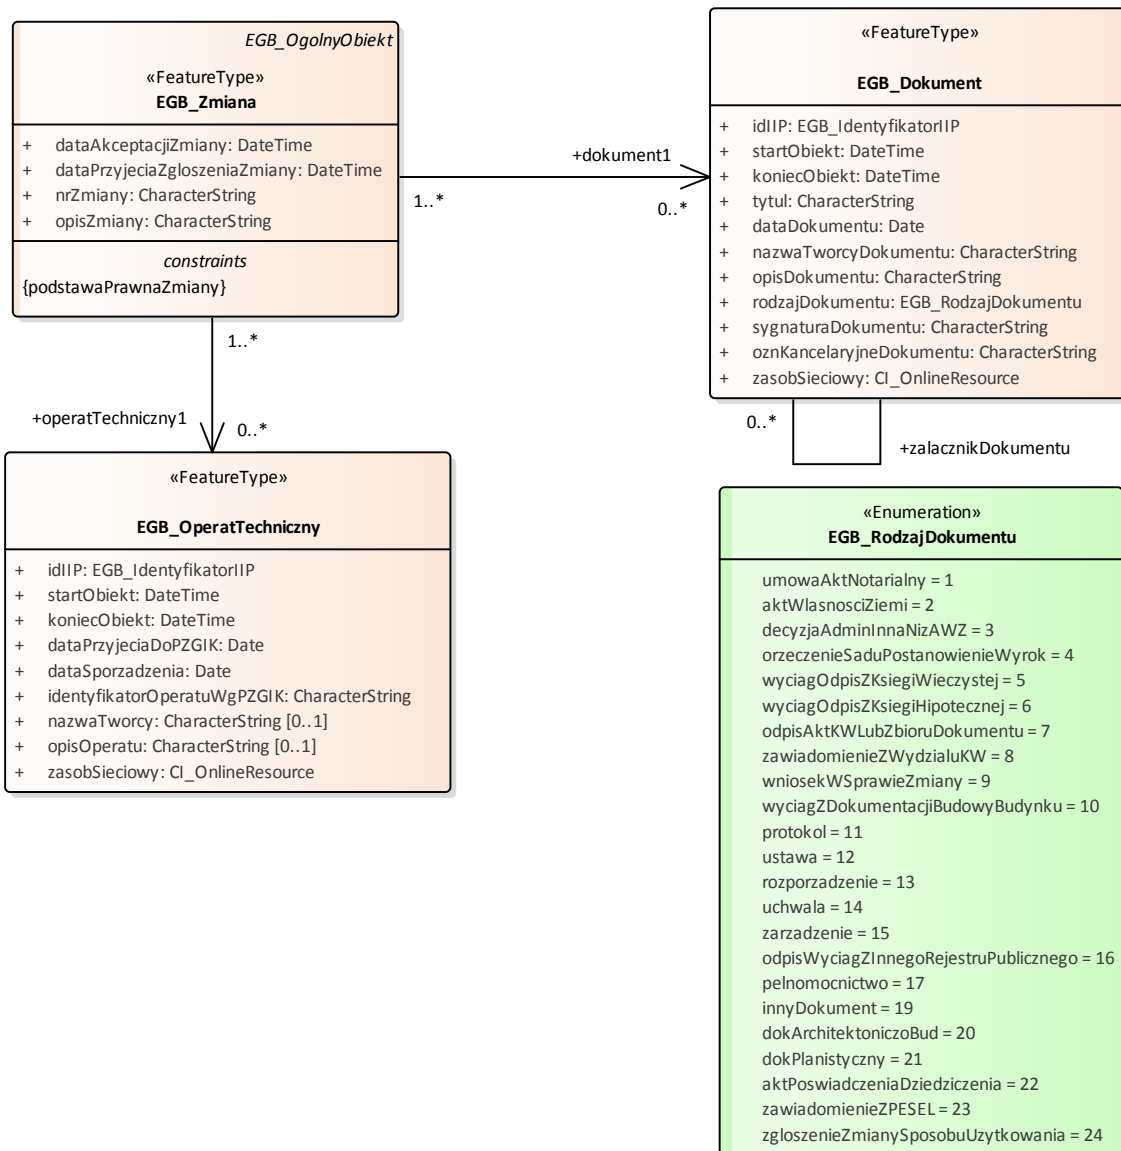 EGB_OgolnyObiekt
«FeatureType»
EGB_Zmiana
+ dataAkceptacjiZmiany: DateTime
+ dataPrzyjeciaZgloszeniaZmiany: DateTime
+ nrZmiany: CharacterString
+ opisZmiany: CharacterString
constraints
{podstawaPrawnaZmiany}
+dokument1
1..*
0..*
«FeatureType»
EGB_Dokument
+ idIIP: EGB_IdentyfikatorIIP
+ startObiekt: DateTime
+ koniecObiekt: DateTime
+ tytul: CharacterString
+ dataDokumentu: Date
+ nazwaTworcyDokumentu: CharacterString
+ opisDokumentu: CharacterString
+ rodzajDokumentu: EGB_RodzajDokumentu
+ sygnaturaDokumentu: CharacterString
+ oznKancelaryjneDokumentu: CharacterString
+ zasobSieciowy: CI_OnlineResource
0..*
+zalacznikDokumentu
1..*
+operatTechniczny1
0..*
«FeatureType»
EGB_OperatTechniczny
+ idIIP: EGB_IdentyfikatorIIP
+ startObiekt: DateTime
+ koniecObiekt: DateTime
+ dataPrzyjeciaDoPZGIK: Date
+ dataSporzadzenia: Date
+ identyfikatorOperatuWgPZGIK: CharacterString
+ nazwaTworcy: CharacterString [0..1]
+ opisOperatu: CharacterString [0..1]
+ zasobSieciowy: CI_OnlineResource
«Enumeration»
EGB_RodzajDokumentu
umowaAktNotarialny = 1
aktWlasnosciZiemi = 2
decyzjaAdminInnaNizAWZ = 3
orzeczenieSaduPostanowienieWyrok = 4
wyciagOdpisZKsiegiWieczystej = 5
wyciagOdpisZKsiegiHipotecznej = 6
odpisAktKWLubZbioruDokumentu = 7
zawiadomienieZWydzialuKW = 8
wniosekWSprawieZmiany = 9
wyciagZDokumentacjiBudowyBudynku = 10
protokol = 11
ustawa = 12
rozporzadzenie = 13
uchwala = 14
zarzadzenie = 15
odpisWyciagZInnegoRejestruPublicznego = 16
pelnomocnictwo = 17
innyDokument = 19
dokArchitektoniczoBud = 20
dokPlanistyczny = 21
aktPoswiadczeniaDziedziczenia = 22
zawiadomienieZPESEL = 23
zgloszenieZmianySposobuUzytkowania = 24